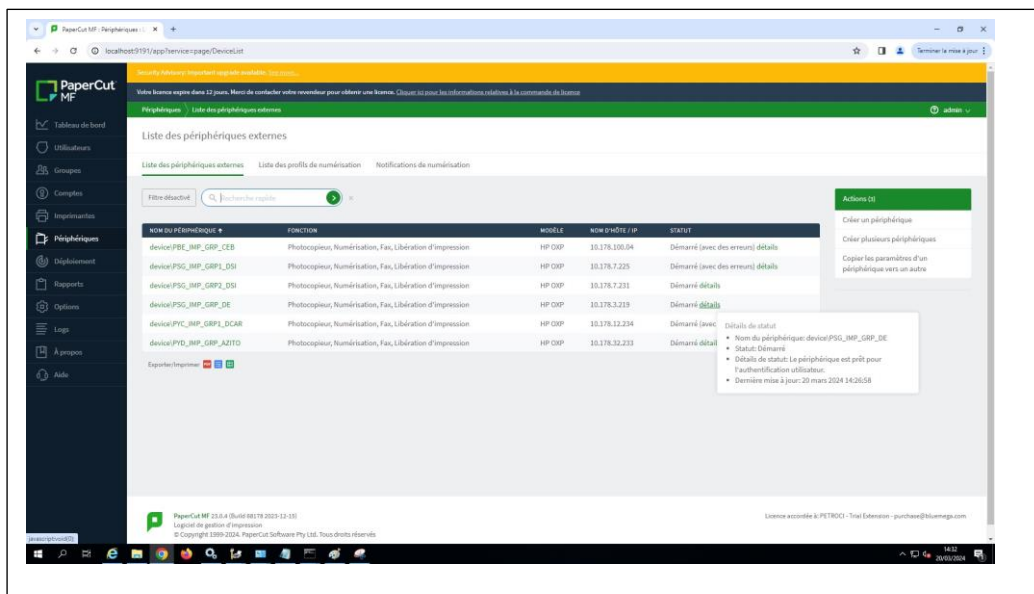 PaperCut MF : Périphériques
localhost:9191/app?service=page/DeviceList
Terminer la mise à jour
Security Advisory: Important upgrade available. See more...
Votre licence expire dans 12 jours. Merci de contacter votre revendeur pour obtenir une licence. Cliquer ici pour les informations relatives à la commande de licence
PaperCut MF
Périphériques Liste des périphériques externes
admin
Tableau de bord
Utilisateurs
Groupes
Comptes
Imprimantes
Périphériques
Déploiement
Rapports
Options
Logs
À propos
Aide
Liste des périphériques externes
Liste des périphériques externes Liste des profils de numérisation Notifications de numérisation
Filtre désactivé Recherche rapide
NOM DU PÉRIPHÉRIQUE FONCTION MODÈLE NOM D'HÔTE / IP STATUT
device\PBE_IMP_GRP_CEB Photocopieur, Numérisation, Fax, Libération d'impression HP OXP 10.178.100.04 Démarré (avec des erreurs) détails
device\PSG_IMP_GRP1_DSI Photocopieur, Numérisation, Fax, Libération d'impression HP OXP 10.178.7.225 Démarré (avec des erreurs) détails
device\PSG_IMP_GRP2_DSI Photocopieur, Numérisation, Fax, Libération d'impression HP OXP 10.178.7.231 Démarré détails
device\PSG_IMP_GRP_DE Photocopieur, Numérisation, Fax, Libération d'impression HP OXP 10.178.3.219 Démarré détails
device\PYC_IMP_GRP1_DCAR Photocopieur, Numérisation, Fax, Libération d'impression HP OXP 10.178.12.234 Démarré (avec
device\PYD_IMP_GRP_AZITO Photocopieur, Numérisation, Fax, Libération d'impression HP OXP 10.178.32.233 Démarré détail
Exporter/Imprimer
Actions (3)
Créer un périphérique
Créer plusieurs périphériques
Copier les paramètres d'un
périphérique vers un autre
Détails de statut
Nom du périphérique: device\PSG_IMP_GRP_DE
Statut: Démarré
Détails de statut: Le périphérique est prêt pour
l'authentification utilisateur.
Dernière mise à jour: 20 mars 2024 14:26:58
PaperCut MF 23.0.4 (Build 68178 2023-12-15)
Logiciel de gestion d'impression
© Copyright 1999-2024. PaperCut Software Pty Ltd. Tous droits réservés
Licence accordée à: PETROCI - Trial Extension - purchase@bluemega.com
javascript:void(0)
14:32
20/03/2024